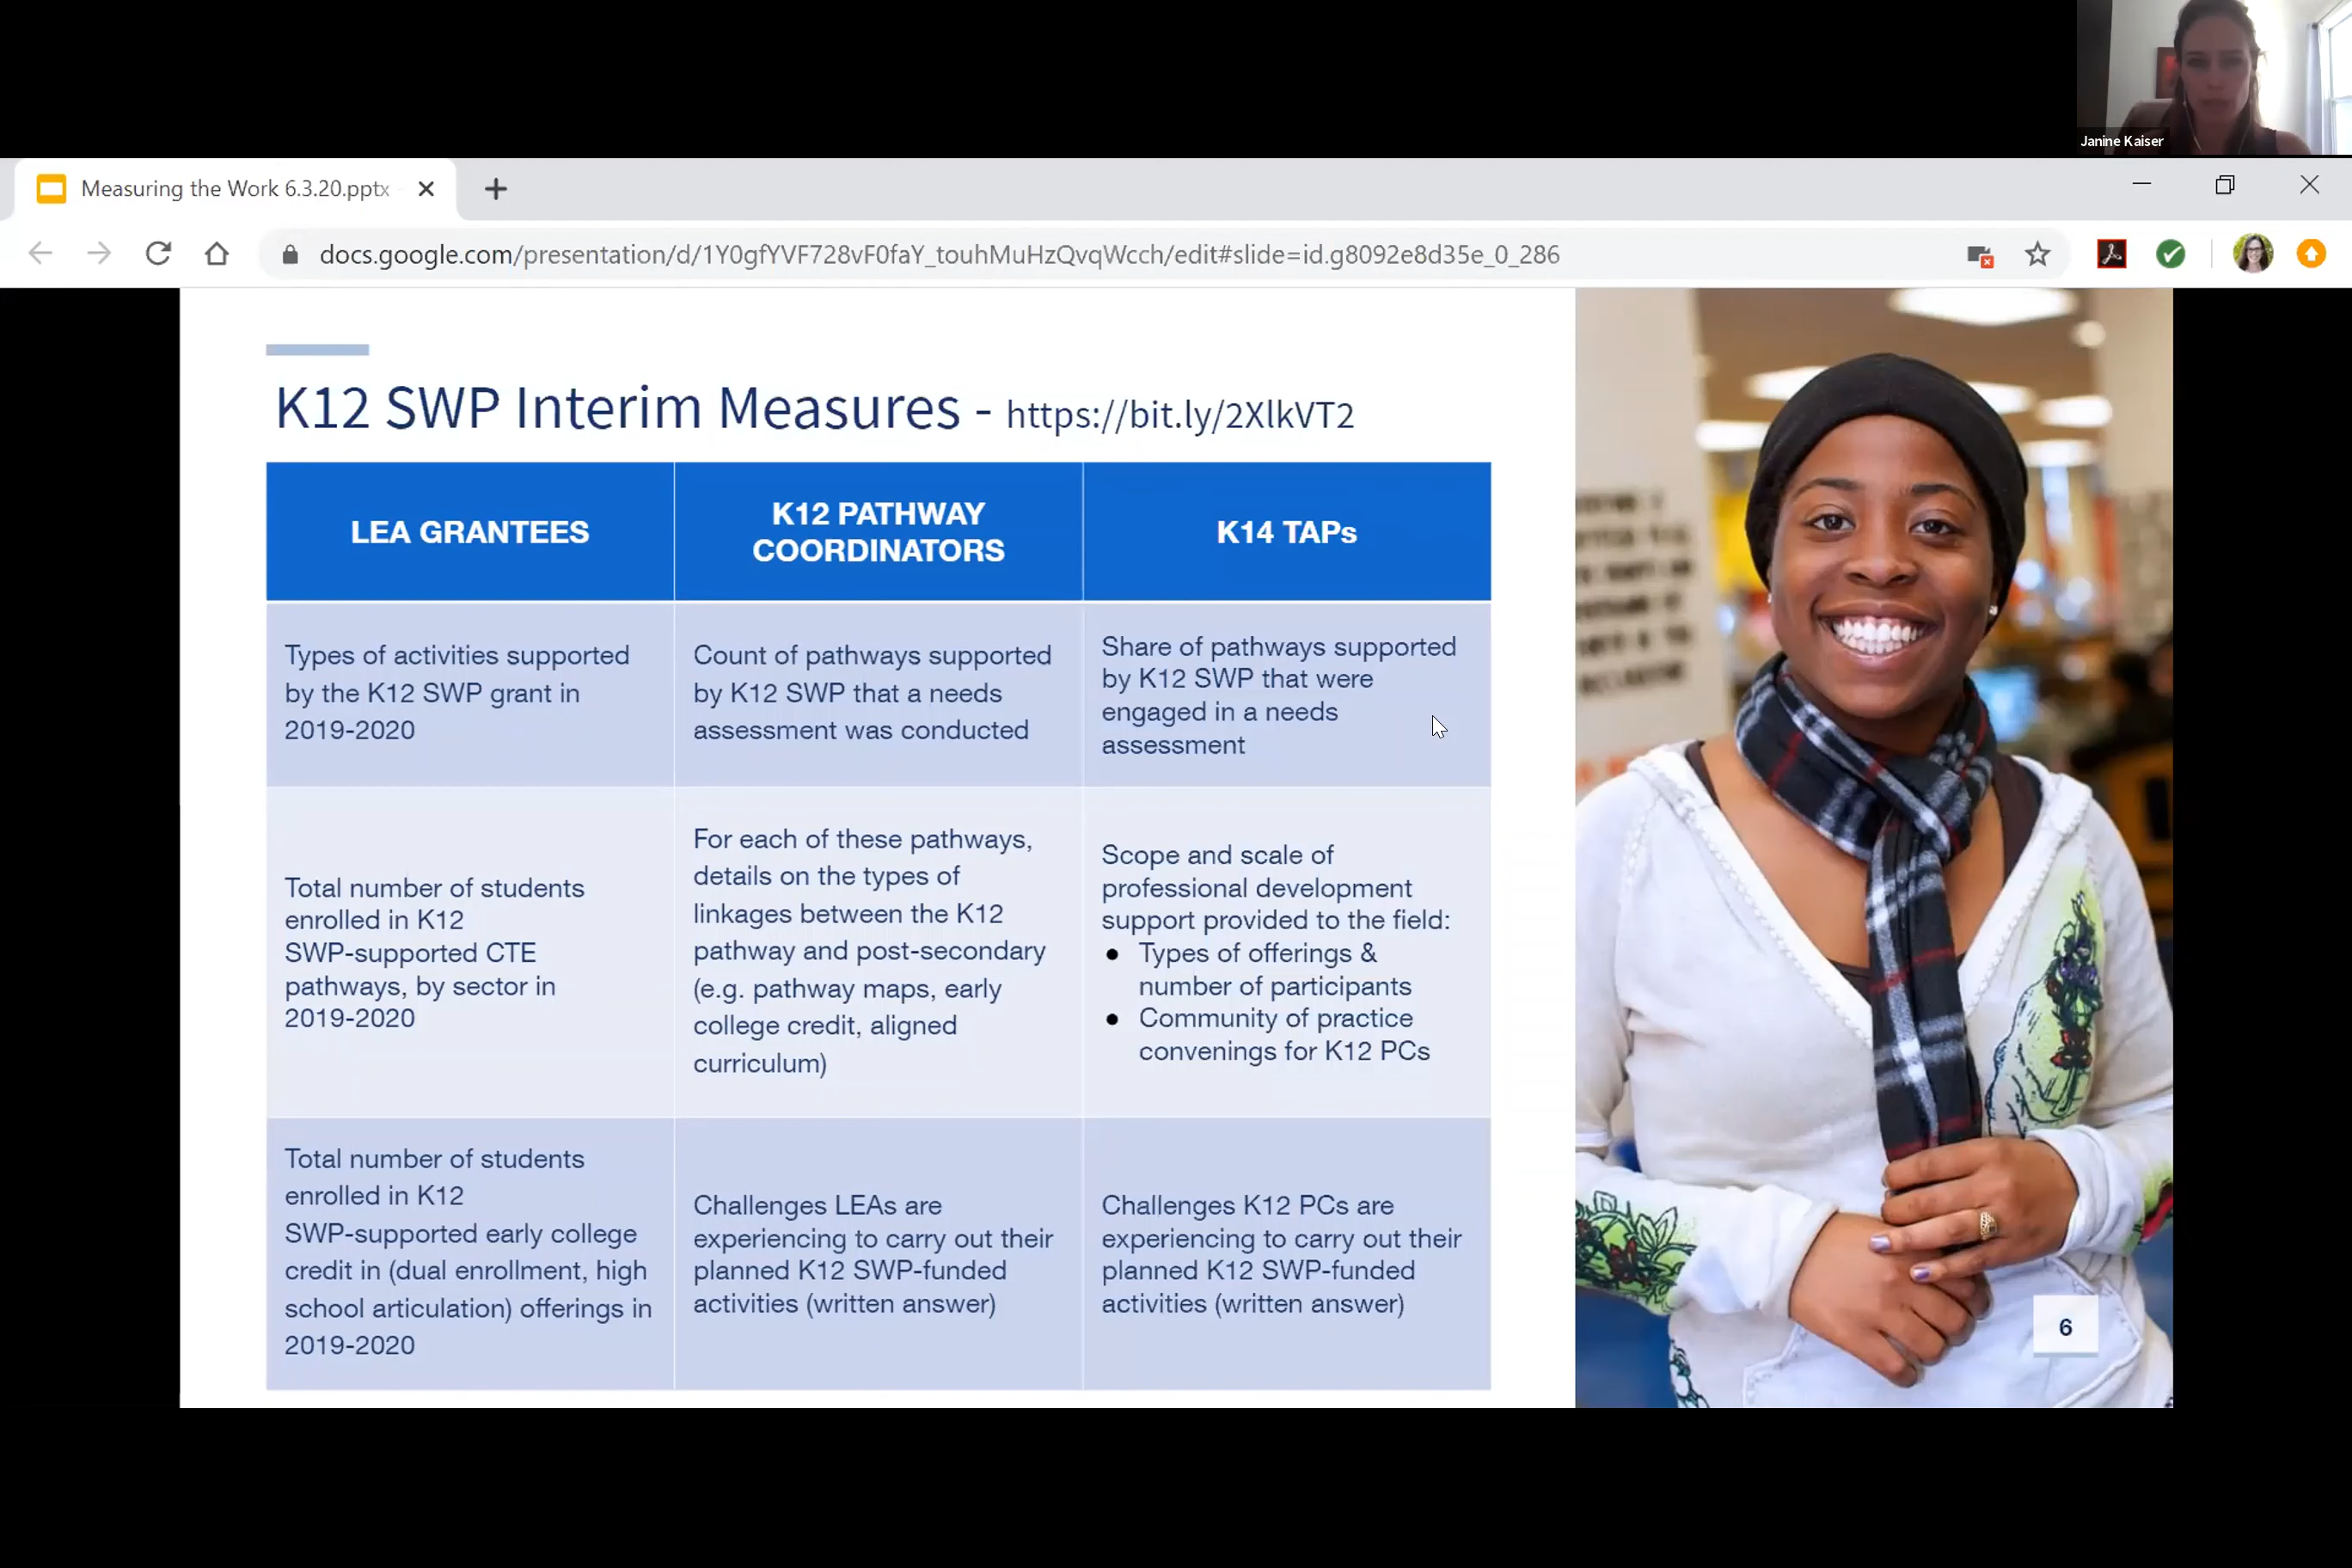 Janine Kaiser
Measuring the Work 6.3.20.pptx
docs.google.com/presentation/d/1Y0gfYVF728vF0faY_touhMuHzQvqWcch/edit#slide=id.g8092e8d35e_0_286
K12 SWP Interim Measures - https://bit.ly/2XlkVT2
LEA GRANTEES
K12 PATHWAY
COORDINATORS
K14 TAPs
Types of activities supported
by the K12 SWP grant in
2019-2020
Count of pathways supported
by K12 SWP that a needs
assessment was conducted
Share of pathways supported
by K12 SWP that were
engaged in a needs
assessment
Total number of students
enrolled in K12
SWP-supported CTE
pathways, by sector in
2019-2020
For each of these pathways,
details on the types of
linkages between the K12
pathway and post-secondary
(e.g. pathway maps, early
college credit, aligned
curriculum)
Scope and scale of
professional development
support provided to the field:
● Types of offerings &
number of participants
● Community of practice
convenings for K12 PCs
Total number of students
enrolled in K12
SWP-supported early college
credit in (dual enrollment, high
school articulation) offerings in
2019-2020
Challenges LEAs are
experiencing to carry out their
planned K12 SWP-funded
activities (written answer)
Challenges K12 PCs are
experiencing to carry out their
planned K12 SWP-funded
activities (written answer)
6